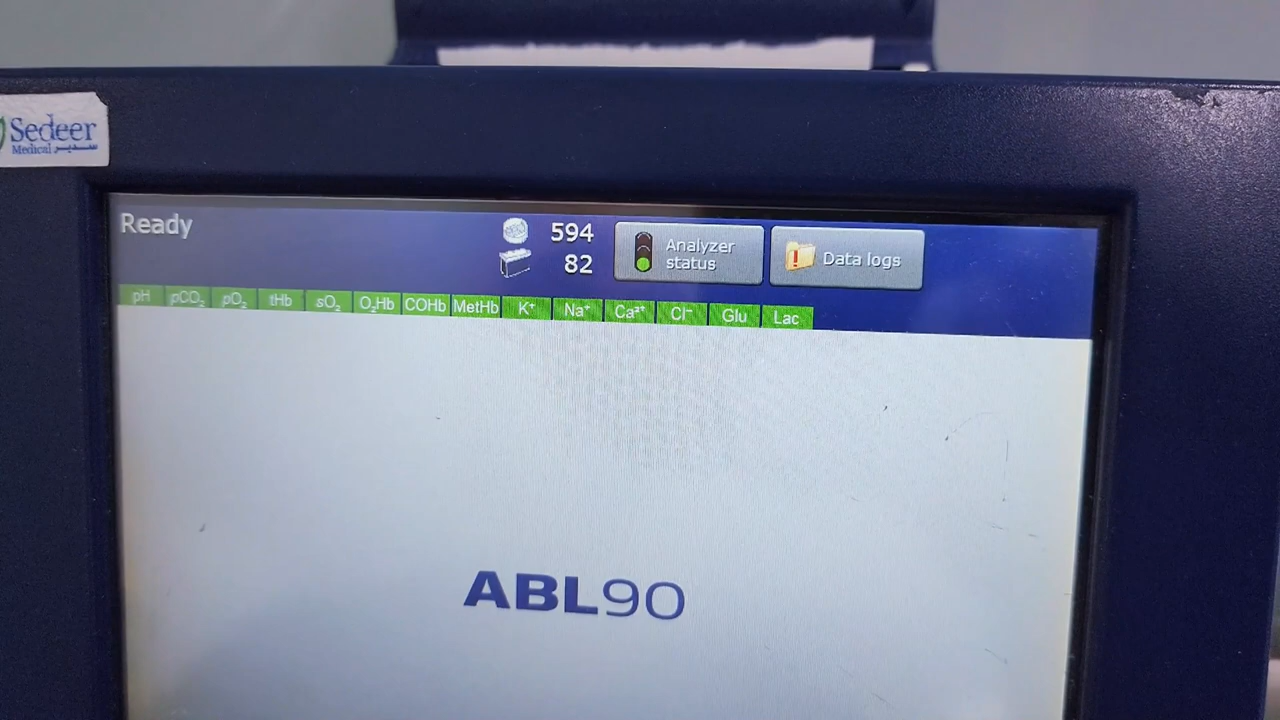 Sedeer
Medical سدير
Ready
594
82
Analyzer
status
Data logs
pH pCO₂ pO₂ tHb sO₂ O₂Hb COHb MetHb K⁺ Na⁺ Ca²⁺ Cl⁻ Glu Lac
ABL90